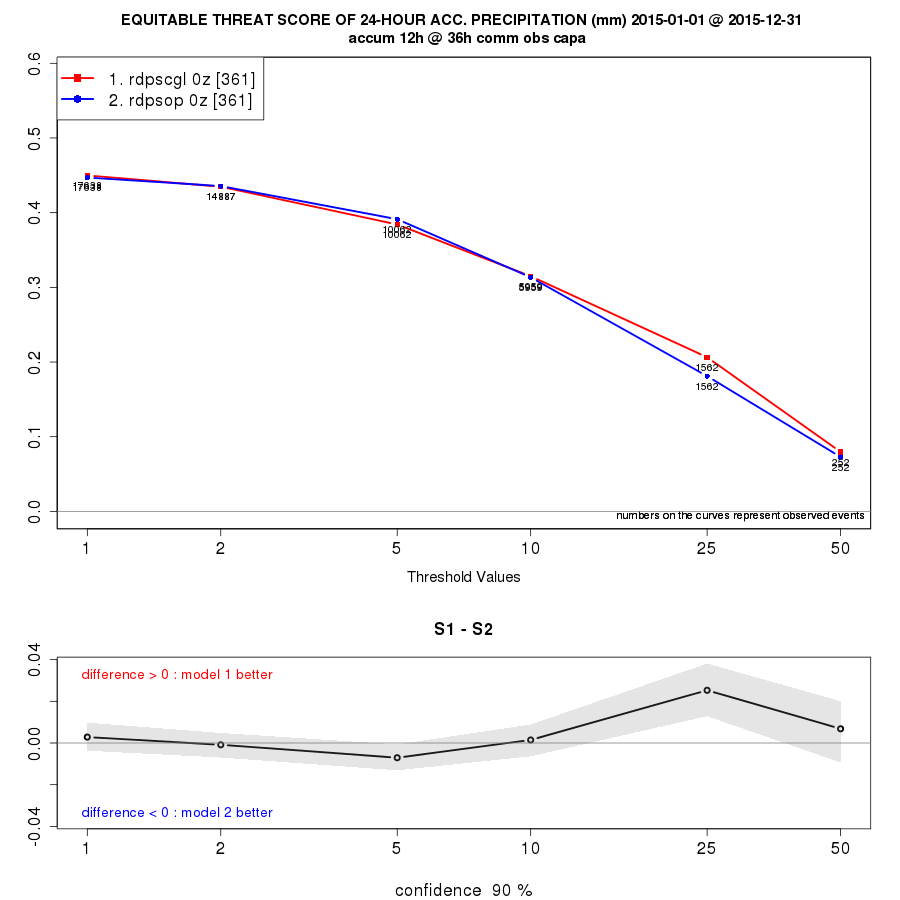 EQUITABLE THREAT SCORE OF 24-HOUR ACC. PRECIPITATION (mm) 2015-01-01 @ 2015-12-31
accum 12h @ 36h comm obs capa
1. rdpscgl 0z [361]
2. rdpsop 0z [361]
0.6
0.5
0.4
0.3
0.2
0.1
0.0
17638
14887
10062
10062
5959
1562
1562
252
252
numbers on the curves represent observed events
1 2 5 10 25 50
Threshold Values
S1 - S2
0.04
0.00
-0.04
difference > 0 : model 1 better
difference < 0 : model 2 better
1 2 5 10 25 50
confidence 90 %